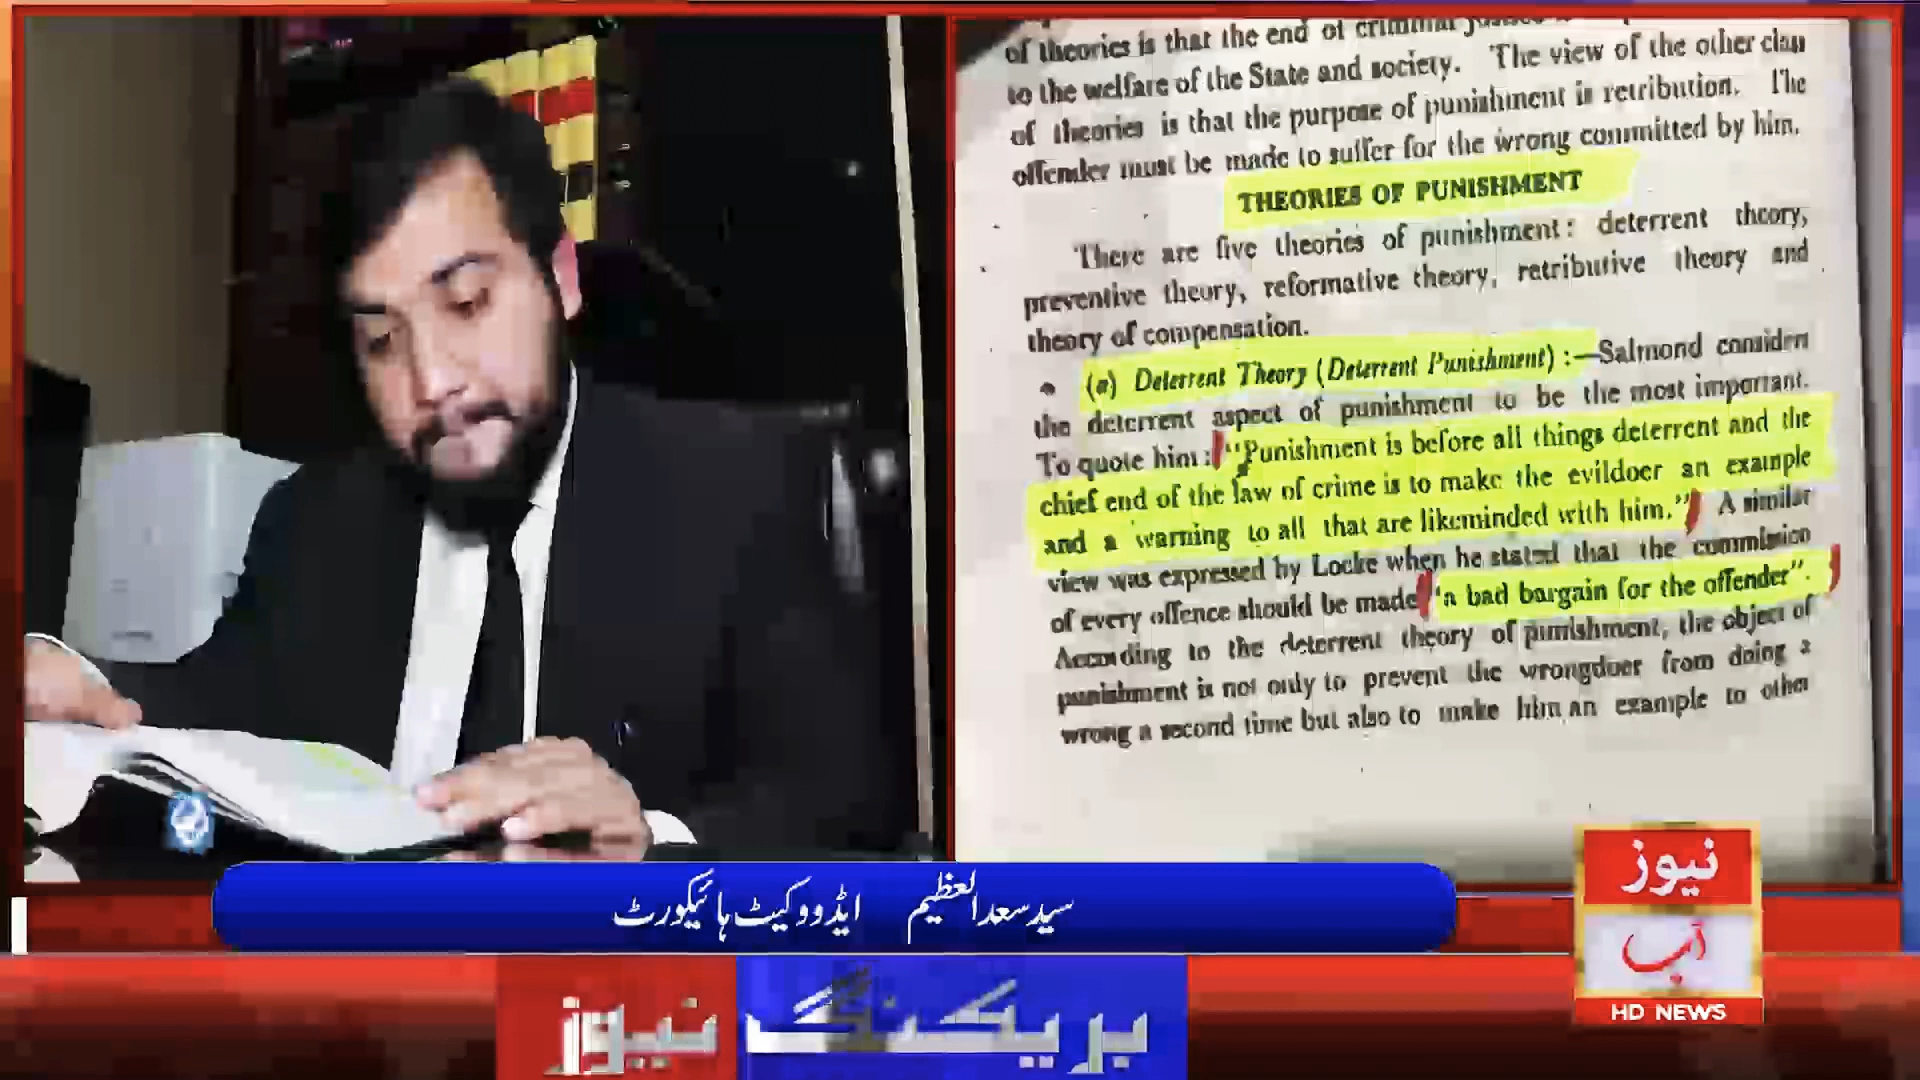 of theories is that the end of criminal justice is
to the welfare of the State and society. The view of the other class
of theories is that the purpose of punishment is retribution. The
offender must be made to suffer for the wrong committed by him.
THEORIES OF PUNISHMENT
There are five theories of punishment: deterrent theory,
preventive theory, reformative theory, retributive theory and
theory of compensation.
(a) Deterrent Theory (Deterrent Punishment) :—Salmond considers
the deterrent aspect of punishment to be the most important.
To quote him: "Punishment is before all things deterrent and the
chief end of the law of crime is to make the evildoer an example
and a warning to all that are likeminded with him." A similar
view was expressed by Locke when he stated that the commission
of every offence should be made "a bad bargain for the offender".
According to the deterrent theory of punishment, the object of
punishment is not only to prevent the wrongdoer from doing a
wrong a second time but also to make him an example to other
سید سعد العظیم ایڈووکیٹ ہائیکورٹ
نیوز
آب
HD NEWS
بریکنگ نیوز